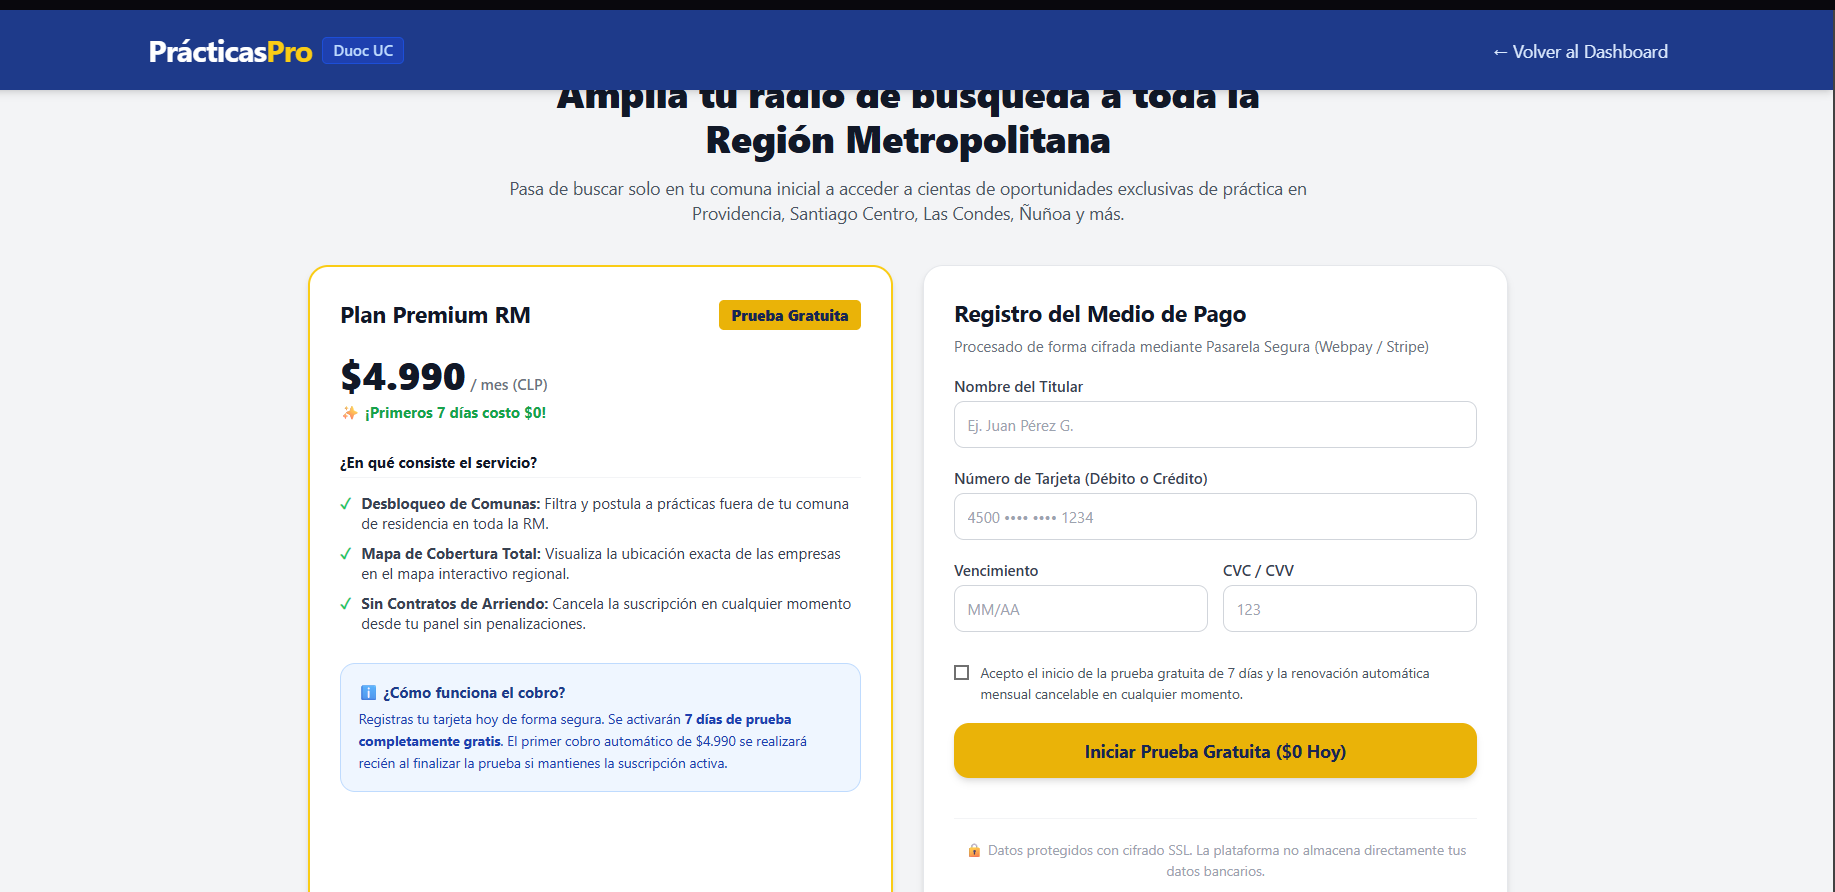 PrácticasPro
Duoc UC
← Volver al Dashboard
Amplía tu radio de búsqueda a toda la
Región Metropolitana
Pasa de buscar solo en tu comuna inicial a acceder a cientas de oportunidades exclusivas de práctica en
Providencia, Santiago Centro, Las Condes, Ñuñoa y más.
Plan Premium RM
Prueba Gratuita
$4.990 / mes (CLP)
✨ ¡Primeros 7 días costo $0!
¿En qué consiste el servicio?
✓ Desbloqueo de Comunas: Filtra y postula a prácticas fuera de tu comuna
de residencia en toda la RM.
✓ Mapa de Cobertura Total: Visualiza la ubicación exacta de las empresas
en el mapa interactivo regional.
✓ Sin Contratos de Arriendo: Cancela la suscripción en cualquier momento
desde tu panel sin penalizaciones.
ℹ️ ¿Cómo funciona el cobro?
Registras tu tarjeta hoy de forma segura. Se activarán 7 días de prueba
completamente gratis. El primer cobro automático de $4.990 se realizará
recién al finalizar la prueba si mantienes la suscripción activa.
Registro del Medio de Pago
Procesado de forma cifrada mediante Pasarela Segura (Webpay / Stripe)
Nombre del Titular
Ej. Juan Pérez G.
Número de Tarjeta (Débito o Crédito)
4500 •••• •••• 1234
Vencimiento
MM/AA
CVC / CVV
123
Acepto el inicio de la prueba gratuita de 7 días y la renovación automática
mensual cancelable en cualquier momento.
Iniciar Prueba Gratuita ($0 Hoy)
🔒 Datos protegidos con cifrado SSL. La plataforma no almacena directamente tus
datos bancarios.